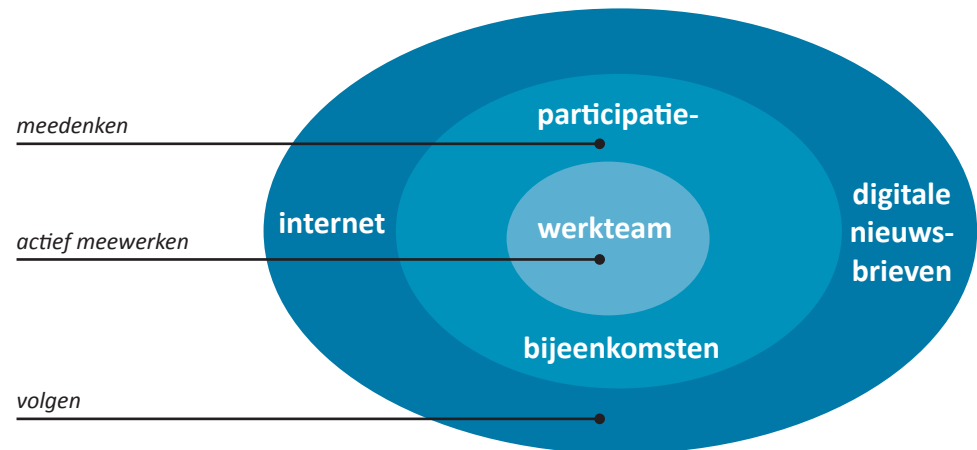 participatie-
meedenken
internet
werkteam
digitale
nieuws-
brieven
actief meewerken
bijeenkomsten
volgen